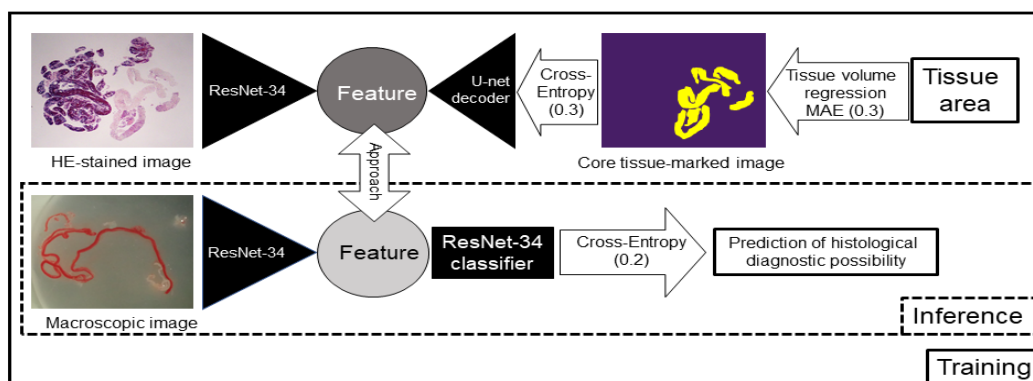 HE-stained image
ResNet-34
Feature
U-net
decoder
Cross-
Entropy
(0.3)
Core tissue-marked image
Tissue volume
regression
MAE (0.3)
Tissue
area
Approach
Macroscopic image
ResNet-34
Feature
ResNet-34
classifier
Cross-Entropy
(0.2)
Prediction of histological
diagnostic possibility
Inference
Training